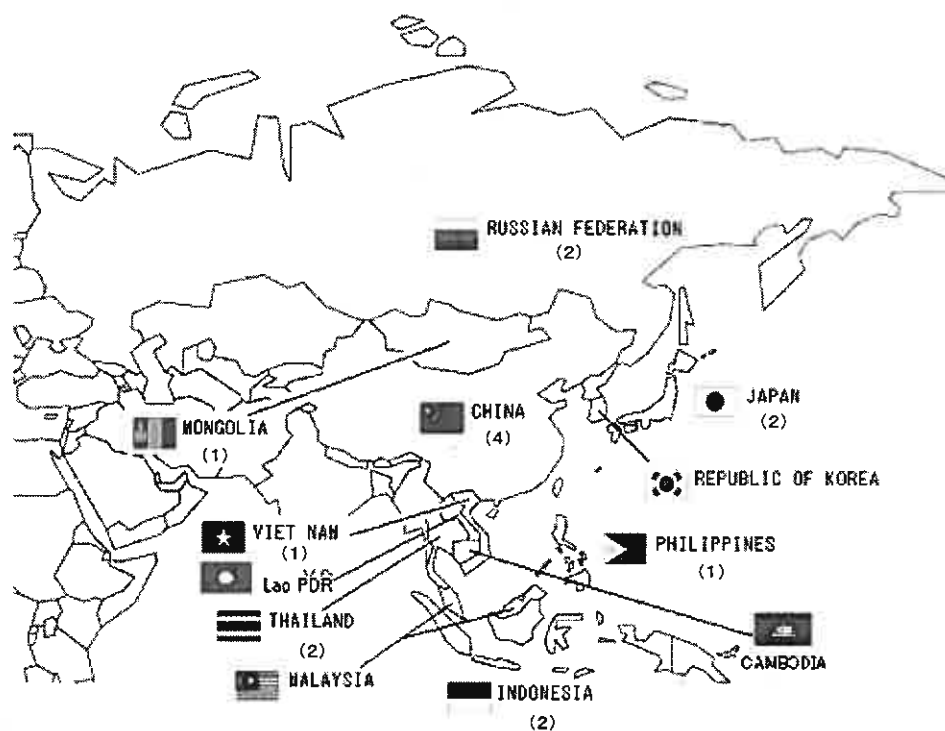 RUSSIAN FEDERATION
(2)
JAPAN
(2)
CHINA
(4)
MONGOLIA
(1)
REPUBLIC OF KOREA
VIET NAM
(1)
PHILIPPINES
(1)
Lao PDR
THAILAND
(2)
CAMBODIA
MALAYSIA
INDONESIA
(2)